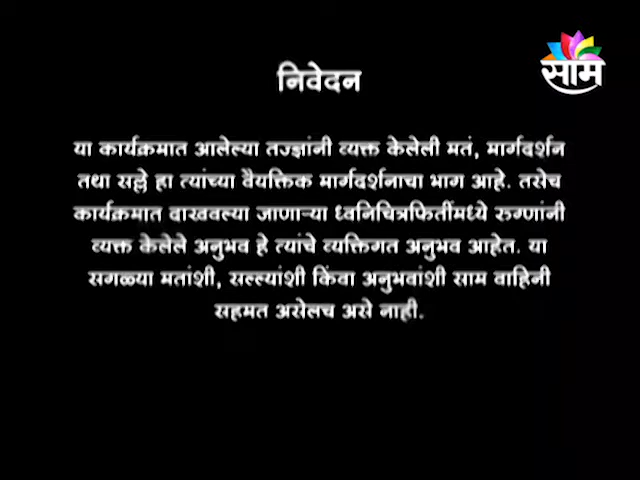 निवेदन
साम
या कार्यक्रमात आलेल्या तज्ज्ञांनी व्यक्त केलेली मतं, मार्गदर्शन
तथा सल्ले हा त्यांच्या वैयक्तिक मार्गदर्शनाचा भाग आहे. तसेच
कार्यक्रमात दाखवल्या जाणाऱ्या ध्वनिचित्रफितींमध्ये रुग्णांनी
व्यक्त केलेले अनुभव हे त्यांचे व्यक्तिगत अनुभव आहेत. या
सगळ्या मतांशी, सल्ल्यांशी किंवा अनुभवांशी साम वाहिनी
सहमत असेलच असे नाही.